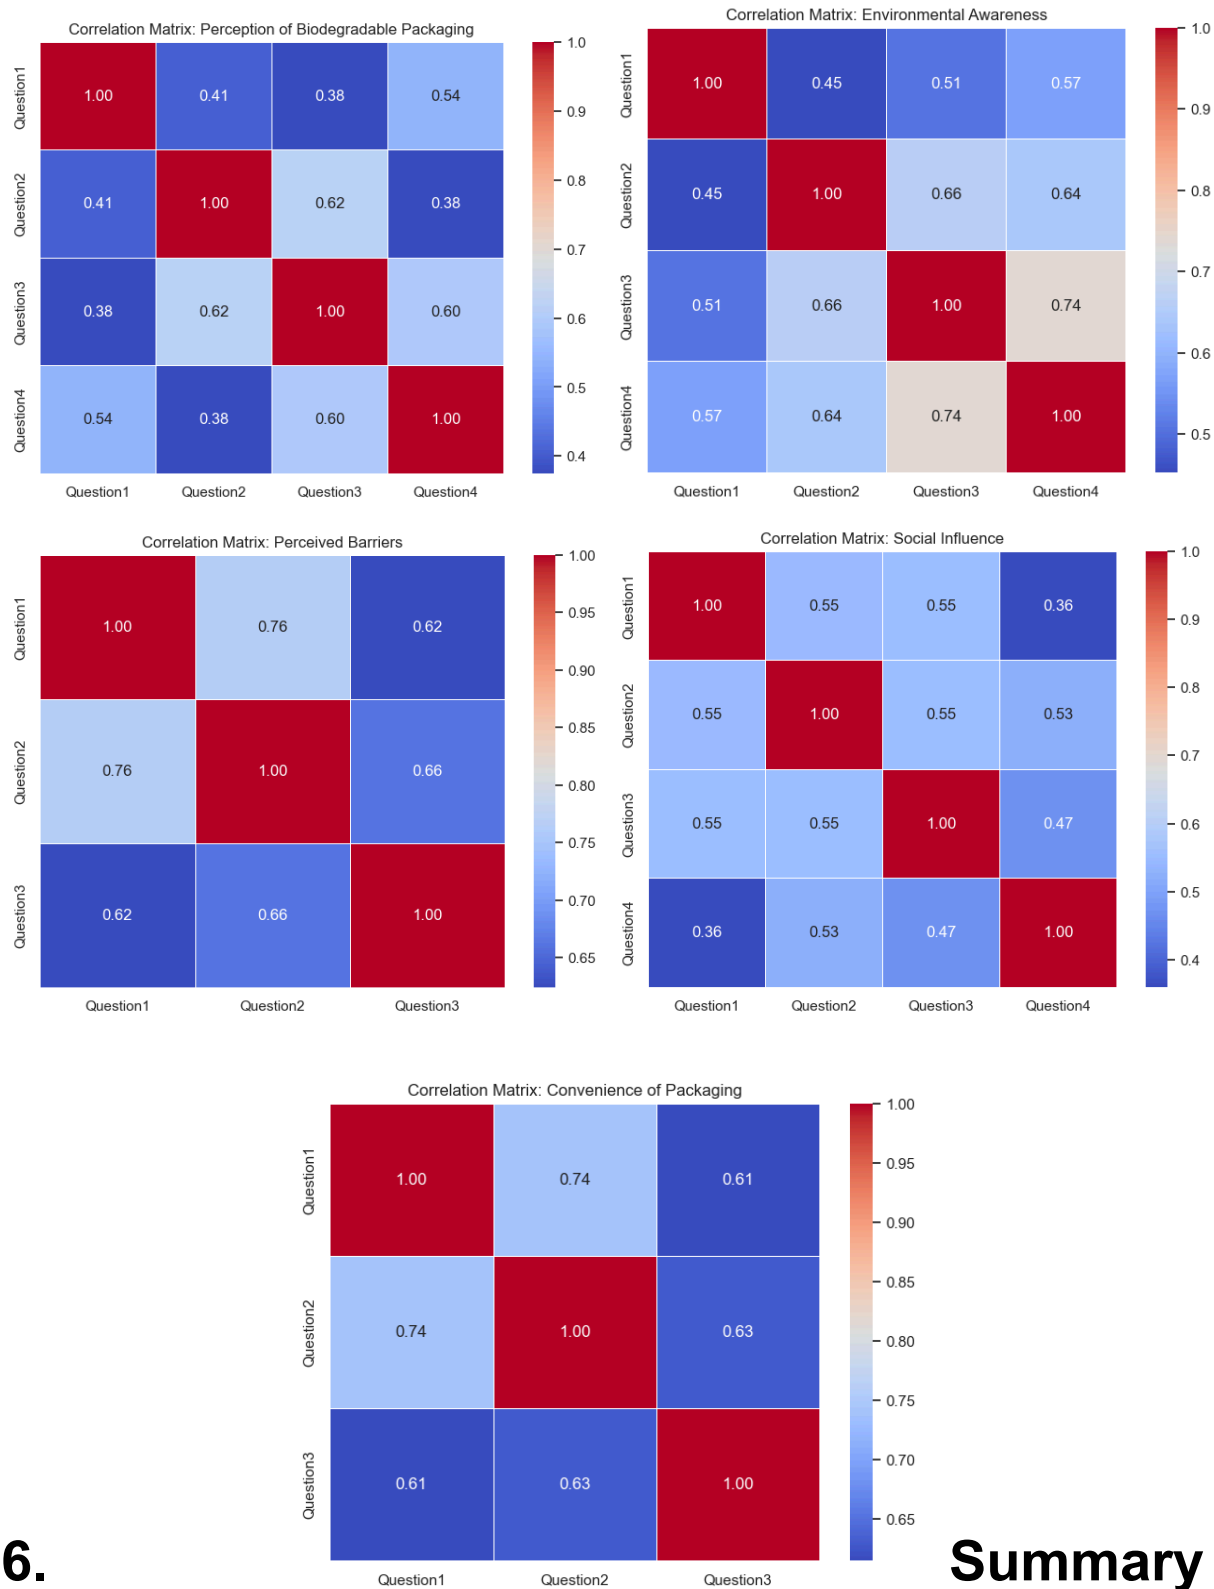 Correlation Matrix: Perception of Biodegradable Packaging
Question1 1.00 0.41 0.38 0.54
Question2 0.41 1.00 0.62 0.38
Question3 0.38 0.62 1.00 0.60
Question4 0.54 0.38 0.60 1.00
Question1 Question2 Question3 Question4
1.0
0.9
0.8
0.7
0.6
0.5
0.4
Correlation Matrix: Environmental Awareness
Question1 1.00 0.45 0.51 0.57
Question2 0.45 1.00 0.66 0.64
Question3 0.51 0.66 1.00 0.74
Question4 0.57 0.64 0.74 1.00
Question1 Question2 Question3 Question4
1.0
0.9
0.8
0.7
0.6
0.5
Correlation Matrix: Perceived Barriers
Question1 1.00 0.76 0.62
Question2 0.76 1.00 0.66
Question3 0.62 0.66 1.00
Question1 Question2 Question3
1.00
0.95
0.90
0.85
0.80
0.75
0.70
0.65
Correlation Matrix: Social Influence
Question1 1.00 0.55 0.55 0.36
Question2 0.55 1.00 0.55 0.53
Question3 0.55 0.55 1.00 0.47
Question4 0.36 0.53 0.47 1.00
Question1 Question2 Question3 Question4
1.0
0.9
0.8
0.7
0.6
0.5
0.4
Correlation Matrix: Convenience of Packaging
Question1 1.00 0.74 0.61
Question2 0.74 1.00 0.63
Question3 0.61 0.63 1.00
Question1 Question2 Question3
1.00
0.95
0.90
0.85
0.80
0.75
0.70
0.65
6. Summary